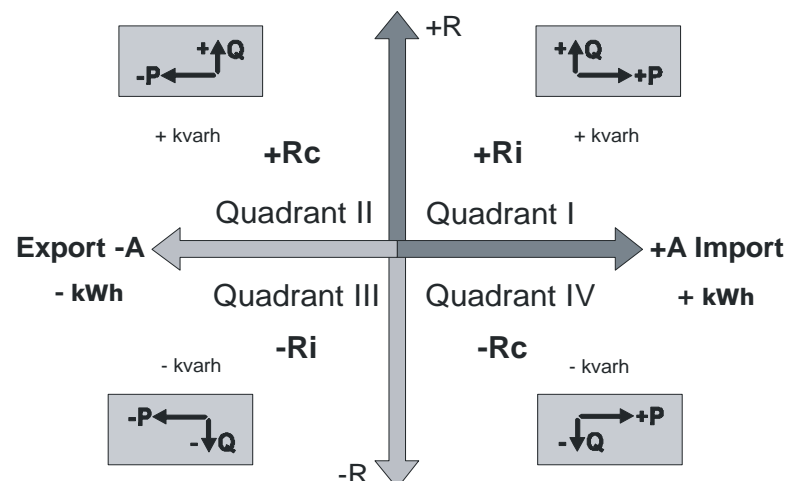 +R
+Q
-P
+Q
+P
+ kvarh
+ kvarh
+Rc
+Ri
Quadrant II
Quadrant I
Export -A
+A Import
- kWh
+ kWh
Quadrant III
Quadrant IV
-Ri
-Rc
- kvarh
- kvarh
-P
-Q
+P
-Q
-R